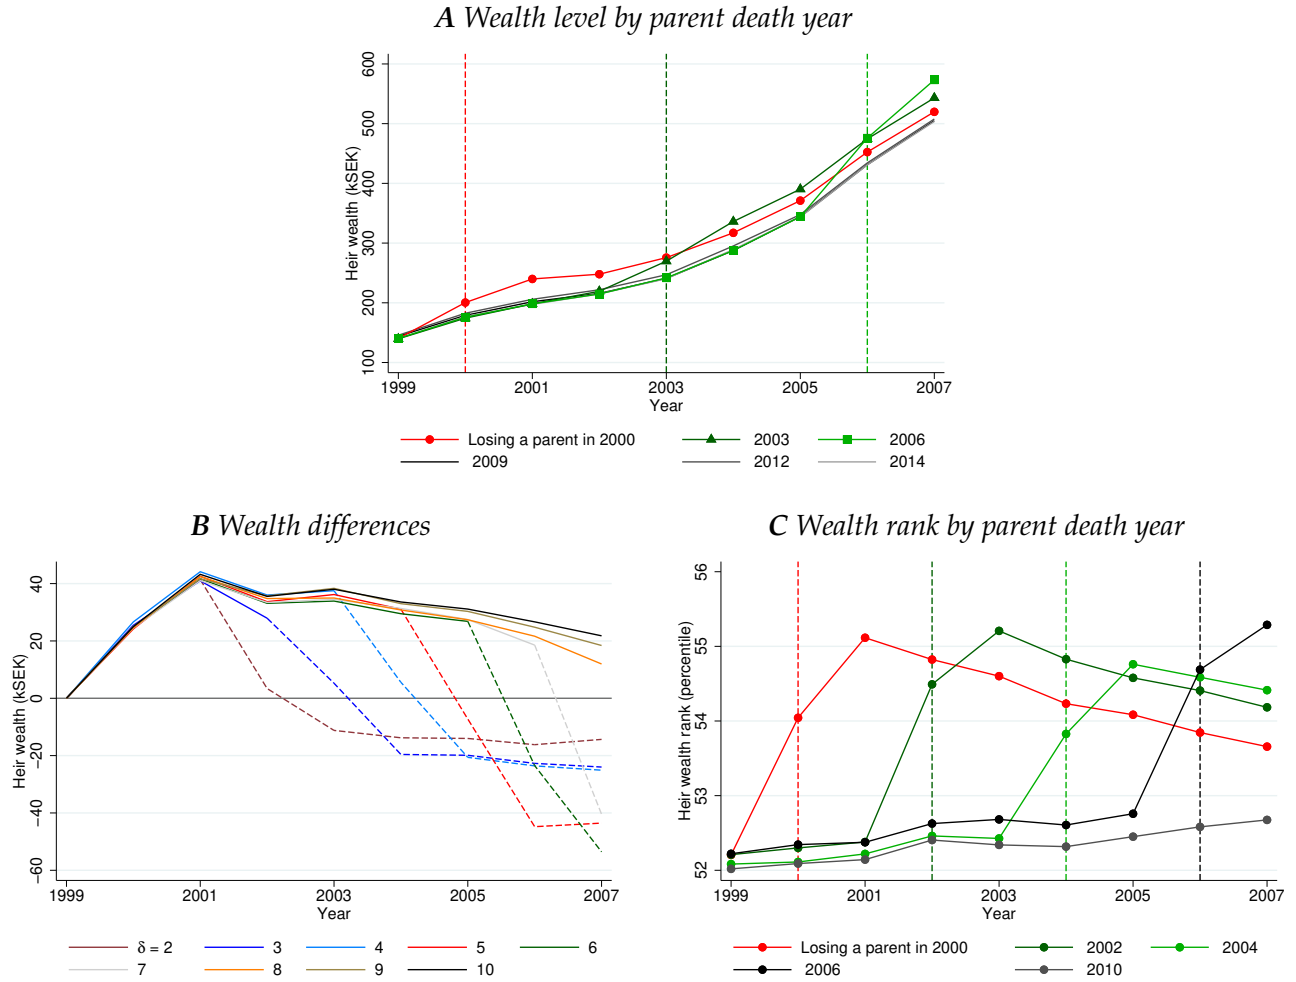 A Wealth level by parent death year
600
500
400
300
200
100
Heir wealth (kSEK)
1999 2001 2003 2005 2007
Year
Losing a parent in 2000 2003 2006
2009 2012 2014
B Wealth differences
40
20
0
−20
−40
−60
Heir wealth (kSEK)
1999 2001 2003 2005 2007
Year
δ = 2 3 4 5 6
7 8 9 10
C Wealth rank by parent death year
56
55
54
53
52
Heir wealth rank (percentile)
1999 2001 2003 2005 2007
Year
Losing a parent in 2000 2002 2004
2006 2010